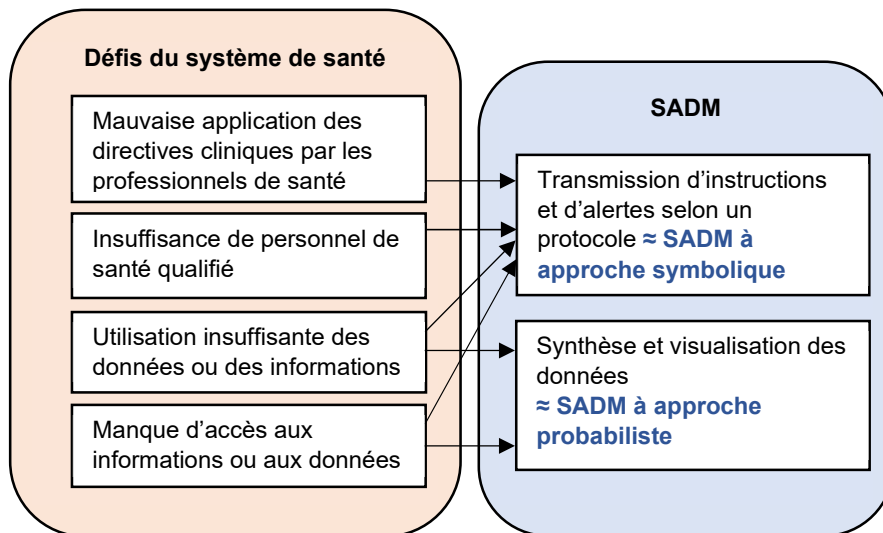 Défis du système de santé
Mauvaise application des
directives cliniques par les
professionnels de santé
Insuffisance de personnel de
santé qualifié
Utilisation insuffisante des
données ou des informations
Manque d’accès aux
informations ou aux données
SADM
Transmission d’instructions
et d’alertes selon un
protocole ≈ SADM à
approche symbolique
Synthèse et visualisation des
données
≈ SADM à approche
probabiliste